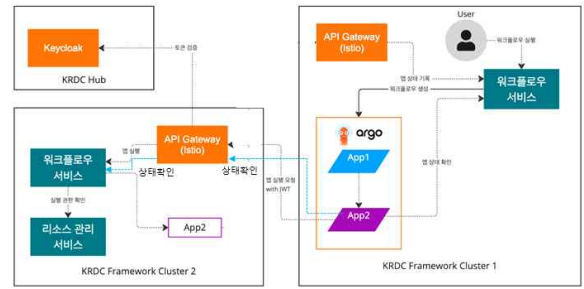 User
Keycloak
토큰 검증
API Gateway
(Istio)
워크플로우 실행
KRDC Hub
앱 상태 기록
워크플로우
서비스
워크플로우 생성
API Gateway
(Istio)
argo
앱 실행
워크플로우
서비스
상태확인
상태확인
App1
앱 상태 확인
앱 실행 요청
with JWT
실행 권한 확인
App2
App2
리소스 관리
서비스
KRDC Framework Cluster 2
KRDC Framework Cluster 1